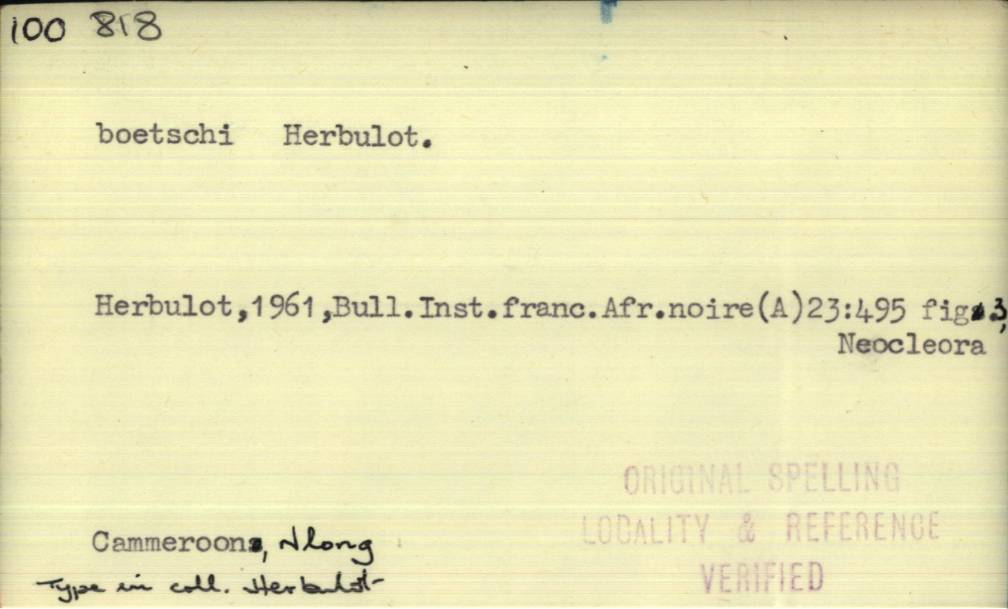 100 818
boetschi Herbulot.
Herbulot,1961,Bull.Inst.franc.Afr.noire(A)23:495 fig.3,
Neocleora
ORIGINAL SPELLING
LOCALITY & REFERENCE
VERIFIED
Cammeroons, Nlong
Type in coll. Herbulot